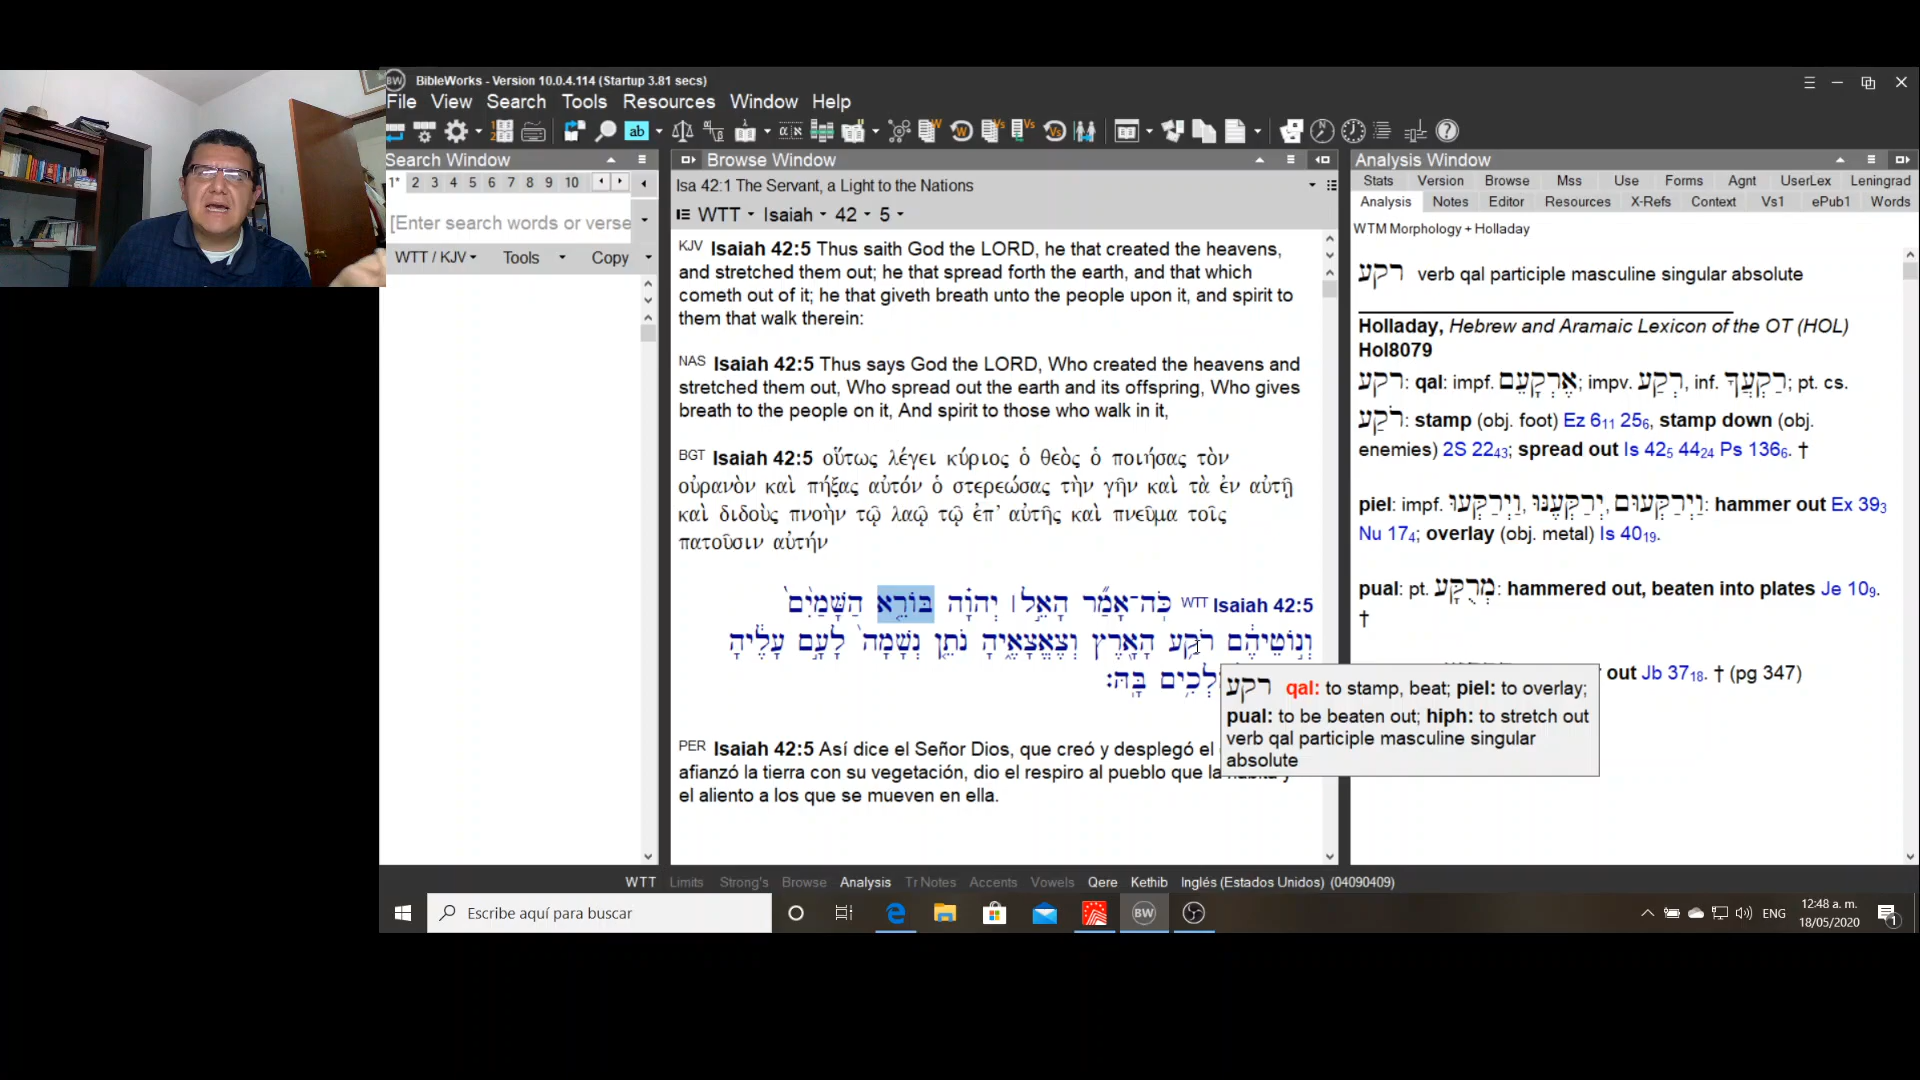 BibleWorks - Version 10.0.4.114 (Startup 3.81 secs)
File View Search Tools Resources Window Help
Search Window
1* 2 3 4 5 6 7 8 9 10
[Enter search words or verse
WTT / KJV Tools Copy
Browse Window
Isa 42:1 The Servant, a Light to the Nations
WTT Isaiah 42 5
KJV Isaiah 42:5 Thus saith God the LORD, he that created the heavens,
and stretched them out; he that spread forth the earth, and that which
cometh out of it; he that giveth breath unto the people upon it, and spirit to
them that walk therein:
NAS Isaiah 42:5 Thus says God the LORD, Who created the heavens and
stretched them out, Who spread out the earth and its offspring, Who gives
breath to the people on it, And spirit to those who walk in it,
BGT Isaiah 42:5 οὕτως λέγει κύριος ὁ θεὸς ὁ ποιήσας τὸν
οὐρανὸν καὶ πήξας αὐτόν ὁ στερεώσας τὴν γῆν καὶ τὰ ἐν αὐτῇ
καὶ διδοὺς πνοὴν τῷ λαῷ τῷ ἐπ᾽ αὐτῆς καὶ πνεῦμα τοῖς
πατοῦσιν αὐτήν
WTT Isaiah 42:5 כֹּֽה־אָמַ֞ר הָאֵ֣ל׀ יְהוָ֗ה בּוֹרֵ֤א הַשָּׁמַ֙יִם֙
וְנ֣וֹטֵיהֶ֔ם רֹקַ֥ע הָאָ֖רֶץ וְצֶאֱצָאֶ֑יהָ נֹתֵ֤ן נְשָׁמָה֙ לָעָ֣ם עָלֶ֔יהָ
לְכִ֥ים בָּֽהּ׃
PER Isaiah 42:5 Así dice el Señor Dios, que creó y desplegó el
afianzó la tierra con su vegetación, dio el respiro al pueblo que la habita y
el aliento a los que se mueven en ella.
רקע qal: to stamp, beat; piel: to overlay;
pual: to be beaten out; hiph: to stretch out
verb qal participle masculine singular
absolute
Analysis Window
Stats Version Browse Mss Use Forms Agnt UserLex Leningrad
Analysis Notes Editor Resources X-Refs Context Vs1 ePub1 Words
WTM Morphology + Holladay
רקע verb qal participle masculine singular absolute
Holladay, Hebrew and Aramaic Lexicon of the OT (HOL)
Hol8079
רקע: qal: impf. אֶרְקָעֵם; impv. רְקַע, inf. רַקְעֲךָ; pt. cs.
רֹקַע: stamp (obj. foot) Ez 6₁₁ 25₆, stamp down (obj.
enemies) 2S 22₄₃; spread out Is 42₅ 44₂₄ Ps 136₆. †
piel: impf. וַיְרַקְּעוּ, יְרַקְּעֶנּוּ, וַיְרַקְּעוּם: hammer out Ex 39₃
Nu 17₄; overlay (obj. metal) Is 40₁₉.
pual: pt. מְרֻקָּע: hammered out, beaten into plates Je 10₉.
†
out Jb 37₁₈. † (pg 347)
WTT Limits Strong's Browse Analysis Tr Notes Accents Vowels Qere Kethib Inglés (Estados Unidos) (04090409)
Escribe aquí para buscar
BW
ENG
12:48 a. m.
18/05/2020
1